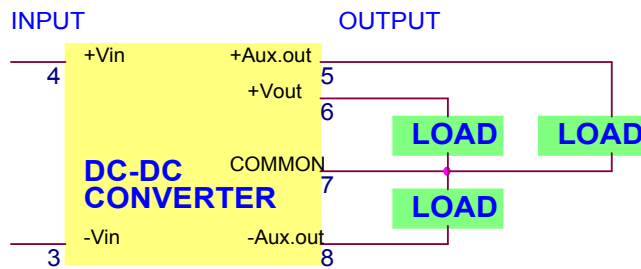 INPUT
OUTPUT
+Vin
+Aux.out
4
5
+Vout
6
LOAD
LOAD
DC-DC
CONVERTER
COMMON
7
LOAD
-Vin
-Aux.out
3
8